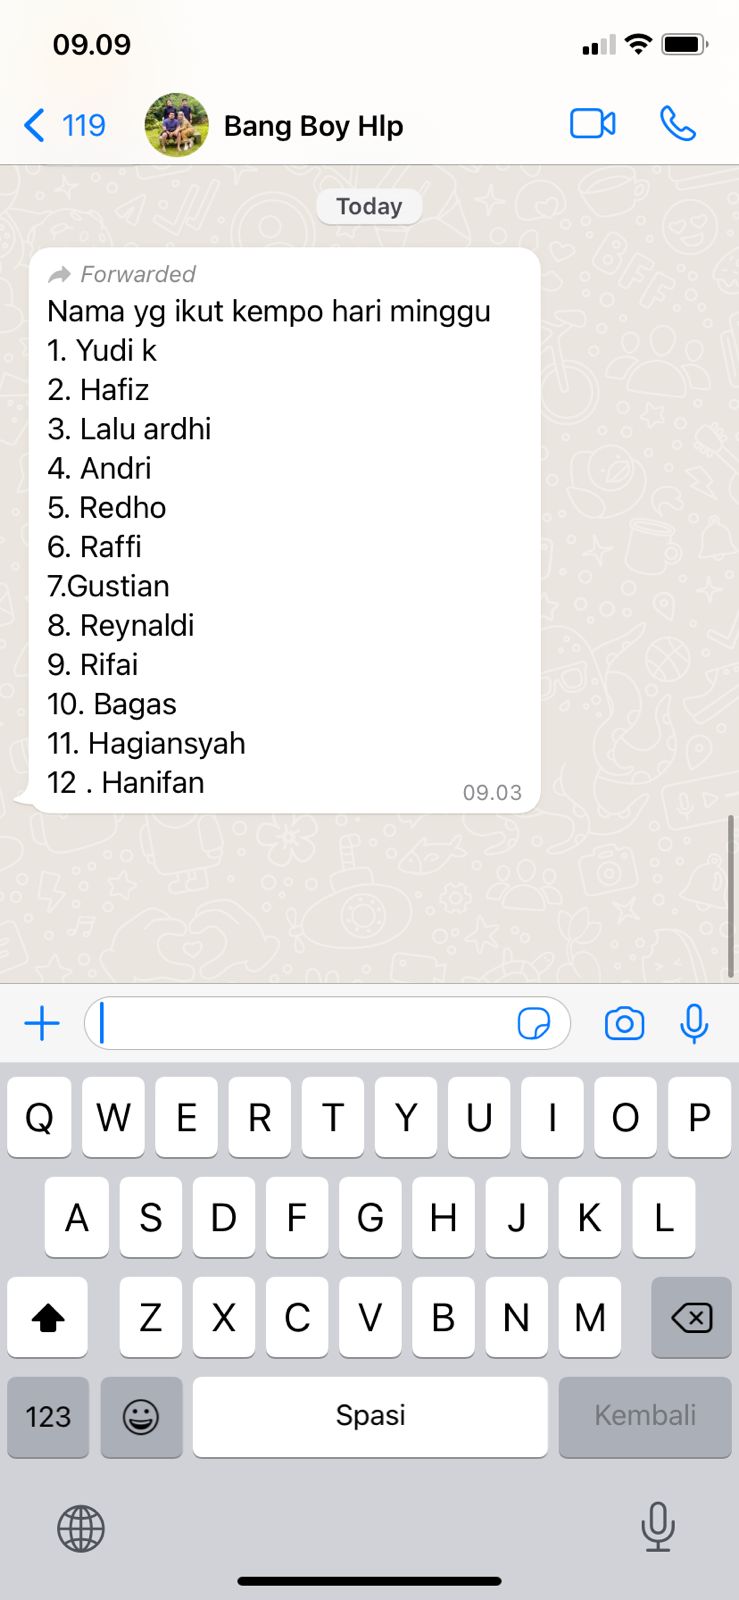 09.09
119
Bang Boy Hlp
Today
Forwarded
Nama yg ikut kempo hari minggu
1. Yudi k
2. Hafiz
3. Lalu ardhi
4. Andri
5. Redho
6. Raffi
7.Gustian
8. Reynaldi
9. Rifai
10. Bagas
11. Hagiansyah
12 . Hanifan
09.03
Q W E R T Y U I O P
A S D F G H J K L
Z X C V B N M
123 Spasi Kembali